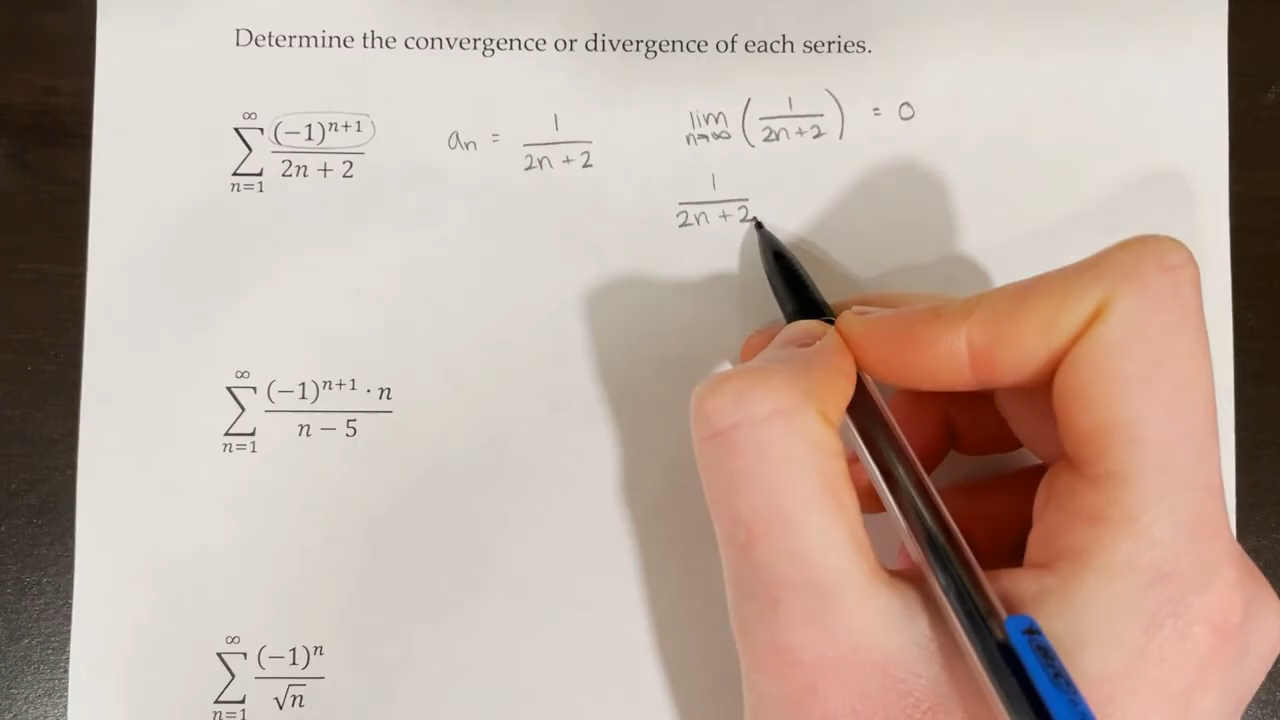 Determine the convergence or divergence of each series.
∞ ∑ n=1 (−1)ⁿ⁺¹ / 2n + 2
aₙ = 1 / 2n + 2
lim n→∞ (1 / 2n + 2) = 0
1 / 2n + 2
∞ ∑ n=1 (−1)ⁿ⁺¹ · n / n − 5
∞ ∑ n=1 (−1)ⁿ / √n